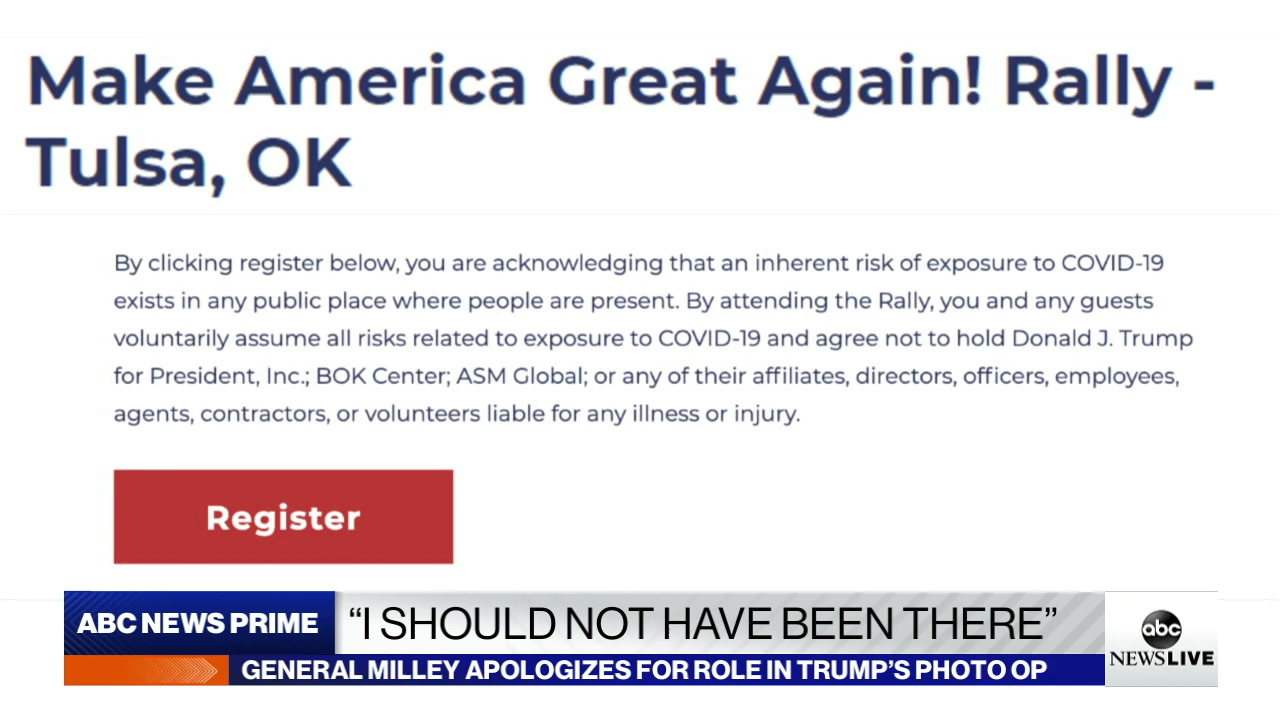 Make America Great Again! Rally -
Tulsa, OK
By clicking register below, you are acknowledging that an inherent risk of exposure to COVID-19
exists in any public place where people are present. By attending the Rally, you and any guests
voluntarily assume all risks related to exposure to COVID-19 and agree not to hold Donald J. Trump
for President, Inc.; BOK Center; ASM Global; or any of their affiliates, directors, officers, employees,
agents, contractors, or volunteers liable for any illness or injury.
Register
ABC NEWS PRIME
“I SHOULD NOT HAVE BEEN THERE”
GENERAL MILLEY APOLOGIZES FOR ROLE IN TRUMP’S PHOTO OP
abc
NEWS LIVE